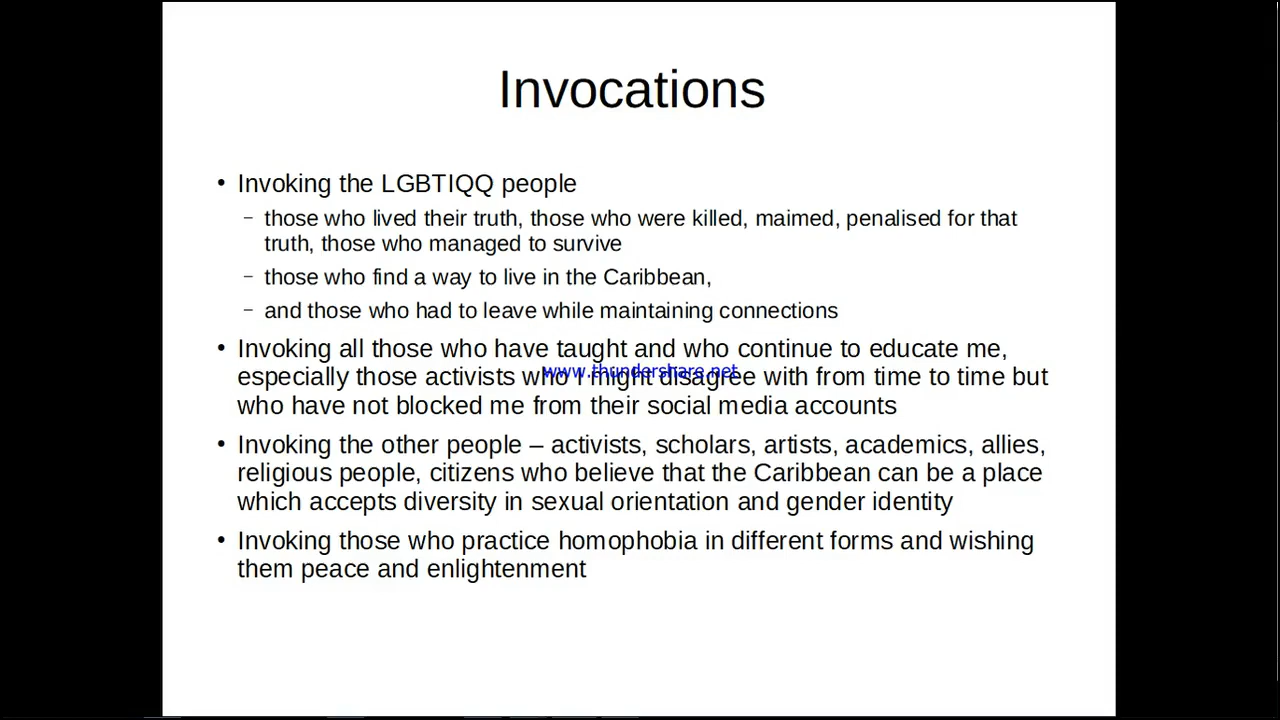 Invocations
• Invoking the LGBTIQQ people
– those who lived their truth, those who were killed, maimed, penalised for that
truth, those who managed to survive
– those who find a way to live in the Caribbean,
– and those who had to leave while maintaining connections
• Invoking all those who have taught and who continue to educate me,
www.thundershare.net
especially those activists who I might disagree with from time to time but
who have not blocked me from their social media accounts
• Invoking the other people – activists, scholars, artists, academics, allies,
religious people, citizens who believe that the Caribbean can be a place
which accepts diversity in sexual orientation and gender identity
• Invoking those who practice homophobia in different forms and wishing
them peace and enlightenment